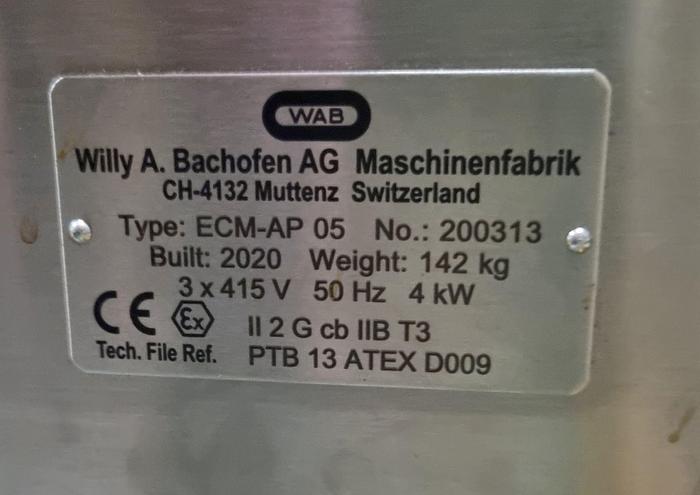 WAB
Willy A. Bachofen AG Maschinenfabrik
CH-4132 Muttenz Switzerland
Type: ECM-AP 05 No.: 200313
Built: 2020 Weight: 142 kg
3 x 415 V 50 Hz 4 kW
CE Ex II 2 G cb IIB T3
Tech. File Ref. PTB 13 ATEX D009